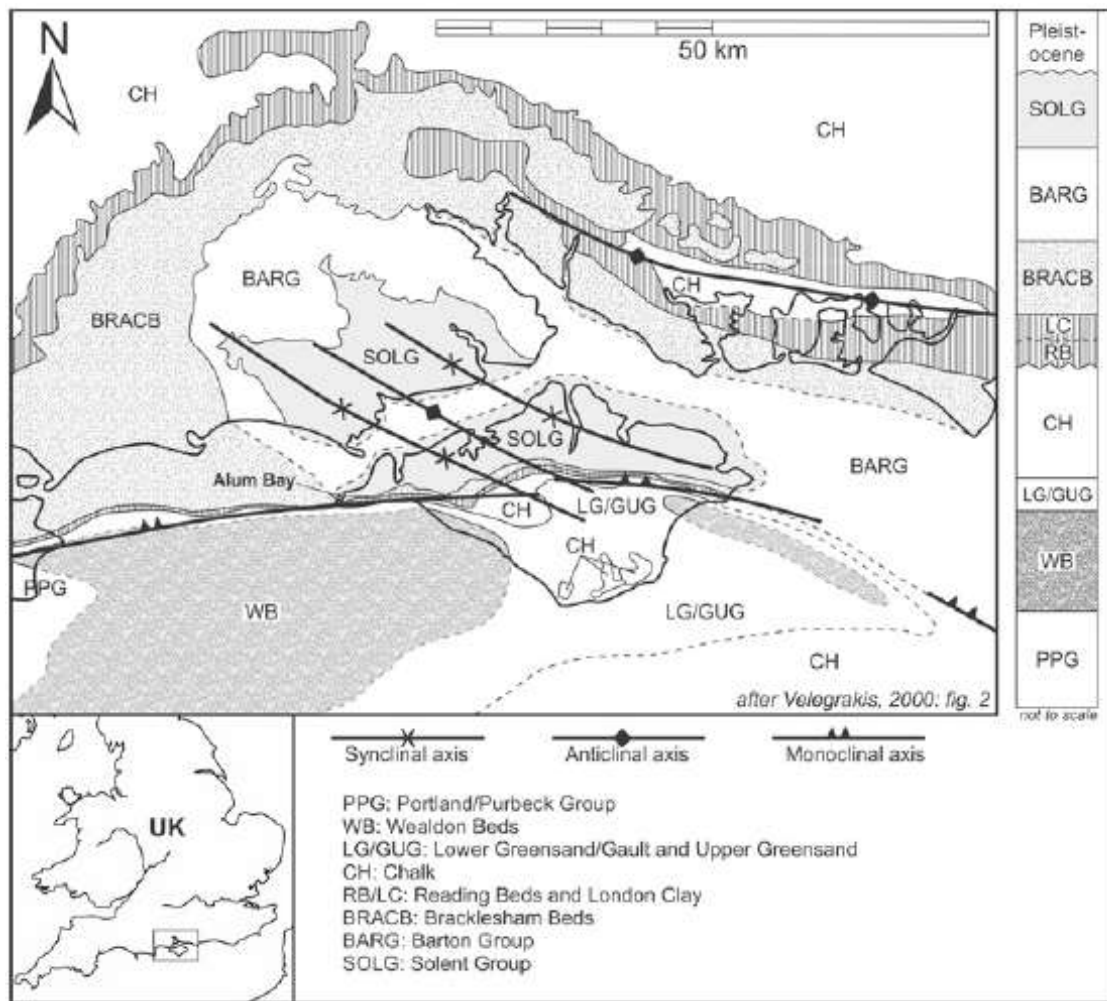 N
50 km
CH
CH
BARG
CH
BRACB
SOLG
SOLG
BARG
Alum Bay
CH
LG/GUG
CH
PPG
WB
LG/GUG
CH
after Velegrakis, 2000: fig. 2
Pleist-
ocene
SOLG
BARG
BRACB
LC
RB
CH
LG/GUG
WB
PPG
not to scale
UK
Synclinal axis
Anticlinal axis
Monoclinal axis
PPG: Portland/Purbeck Group
WB: Wealdon Beds
LG/GUG: Lower Greensand/Gault and Upper Greensand
CH: Chalk
RB/LC: Reading Beds and London Clay
BRACB: Bracklesham Beds
BARG: Barton Group
SOLG: Solent Group